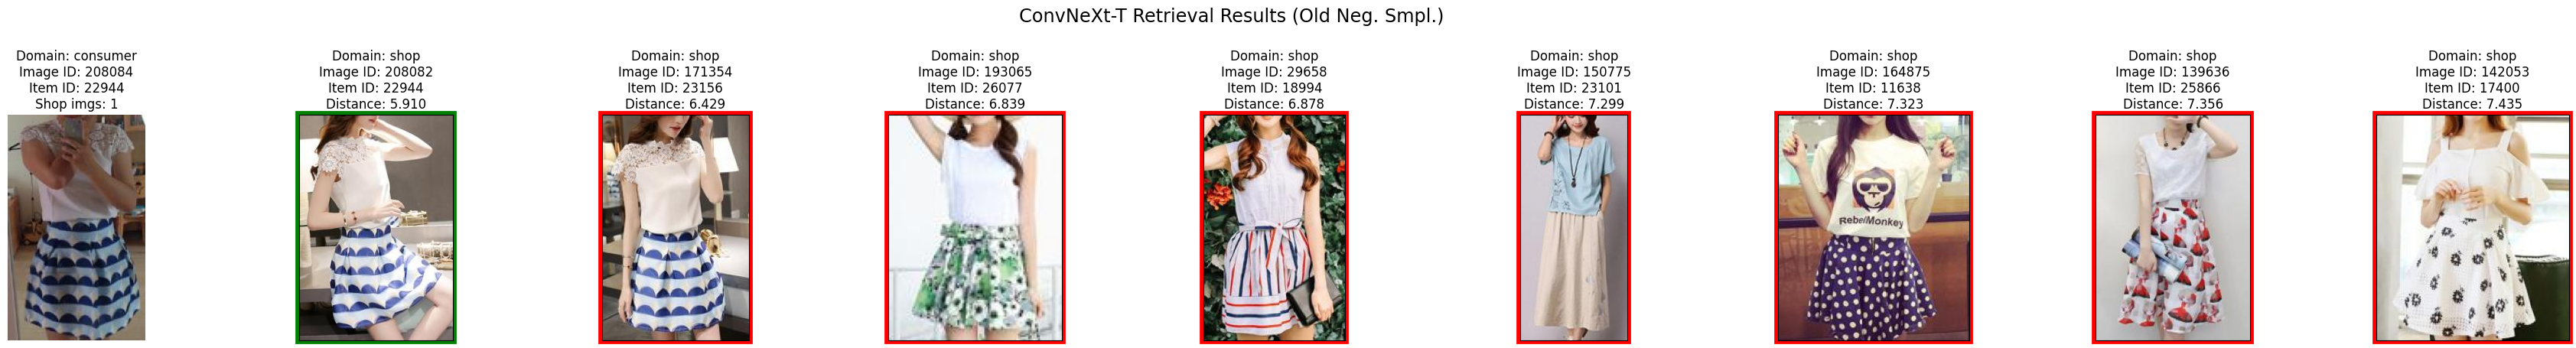 ConvNeXt-T Retrieval Results (Old Neg. Smpl.)
Domain: consumer
Image ID: 208084
Item ID: 22944
Shop imgs: 1
Domain: shop
Image ID: 208082
Item ID: 22944
Distance: 5.910
Domain: shop
Image ID: 171354
Item ID: 23156
Distance: 6.429
Domain: shop
Image ID: 193065
Item ID: 26077
Distance: 6.839
Domain: shop
Image ID: 29658
Item ID: 18994
Distance: 6.878
Domain: shop
Image ID: 150775
Item ID: 23101
Distance: 7.299
Domain: shop
Image ID: 164875
Item ID: 11638
Distance: 7.323
RebelMonkey
Domain: shop
Image ID: 139636
Item ID: 25866
Distance: 7.356
Domain: shop
Image ID: 142053
Item ID: 17400
Distance: 7.435